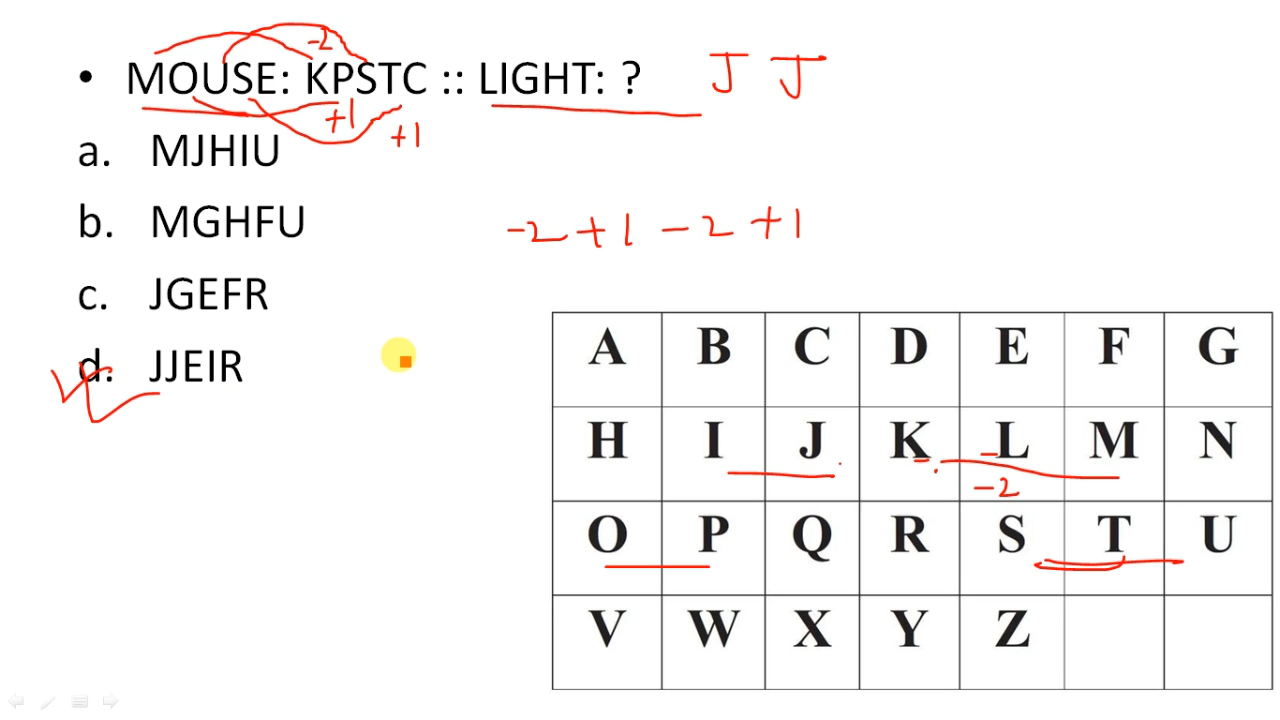 -2
• MOUSE: KPSTC :: LIGHT: ? J J
+1 +1
a. MJHIU
b. MGHFU
-2 +1 -2 +1
c. JGEFR
d. JJEIR
A B C D E F G
H I J K L M N
-2
O P Q R S T U
V W X Y Z